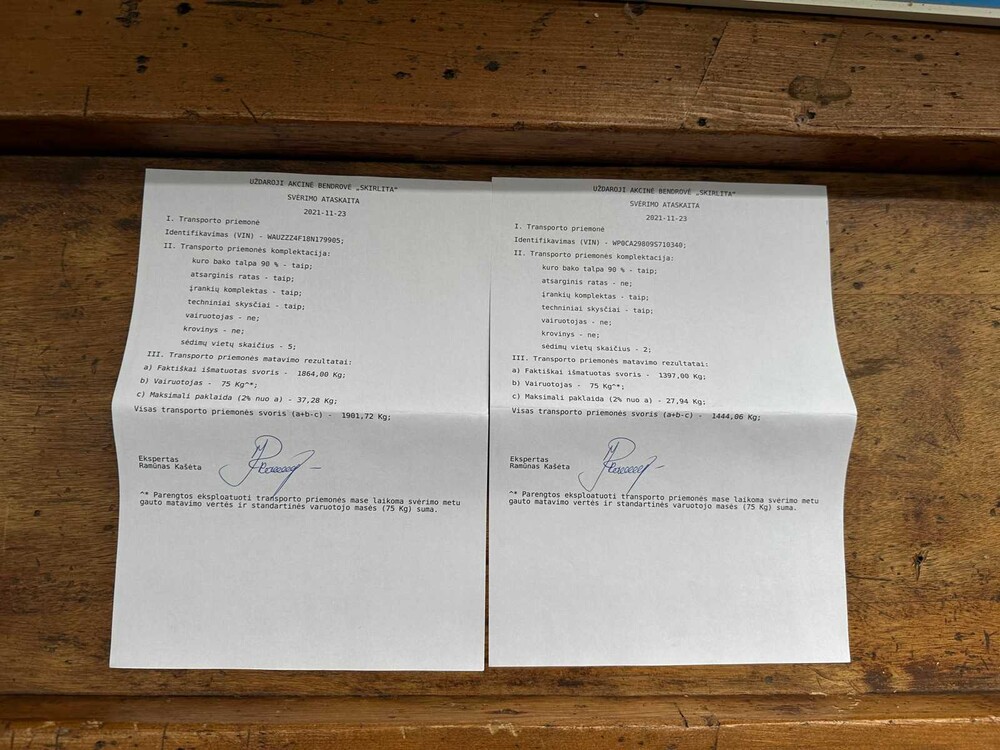 UŽDAROJI AKCINĖ BENDROVĖ „SKIRLITA“
SVĖRIMO ATASKAITA
2021-11-23
I. Transporto priemonė
Identifikavimas (VIN) - WAUZZZ4F18N179905;
II. Transporto priemonės komplektacija:
kuro bako talpa 90 % - taip;
atsarginis ratas - taip;
įrankių komplektas - taip;
techniniai skysčiai - taip;
vairuotojas - ne;
krovinys - ne;
sėdimų vietų skaičius - 5;
III. Transporto priemonės matavimo rezultatai:
a) Faktiškai išmatuotas svoris - 1864,00 Kg;
b) Vairuotojas - 75 Kg^*;
c) Maksimali paklaida (2% nuo a) - 37,28 Kg;
Visas transporto priemonės svoris (a+b-c) - 1901,72 Kg;
Ekspertas
Ramūnas Kašėta
^* Parengtos eksploatuoti transporto priemonės mase laikoma svėrimo metu
gauto matavimo vertės ir standartinės varuotojo masės (75 Kg) suma.
UŽDAROJI AKCINĖ BENDROVĖ „SKIRLITA“
SVĖRIMO ATASKAITA
2021-11-23
I. Transporto priemonė
Identifikavimas (VIN) - WP0CA29809S710340;
II. Transporto priemonės komplektacija:
kuro bako talpa 90 % - taip;
atsarginis ratas - ne;
įrankių komplektas - taip;
techniniai skysčiai - taip;
vairuotojas - ne;
krovinys - ne;
sėdimų vietų skaičius - 2;
III. Transporto priemonės matavimo rezultatai:
a) Faktiškai išmatuotas svoris - 1397,00 Kg;
b) Vairuotojas - 75 Kg^*;
c) Maksimali paklaida (2% nuo a) - 27,94 Kg;
Visas transporto priemonės svoris (a+b-c) - 1444,06 Kg;
Ekspertas
Ramūnas Kašėta
^* Parengtos eksploatuoti transporto priemonės mase laikoma svėrimo metu
gauto matavimo vertės ir standartinės varuotojo masės (75 Kg) suma.